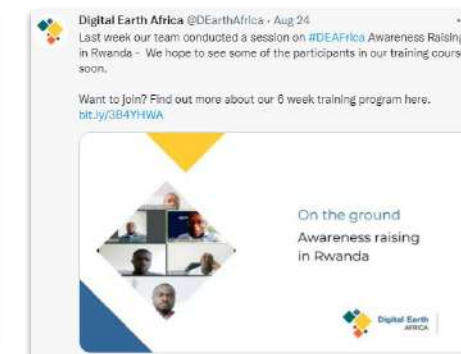 Digital Earth Africa @DEarthAfrica · Aug 24
Last week our team conducted a session on #DEAFrica Awareness Raising
in Rwanda - We hope to see some of the participants in our training cours
soon.
Want to join? Find out more about our 6 week training program here.
bit.ly/3B4YHWA
On the ground
Awareness raising
in Rwanda
Digital Earth
AFRICA